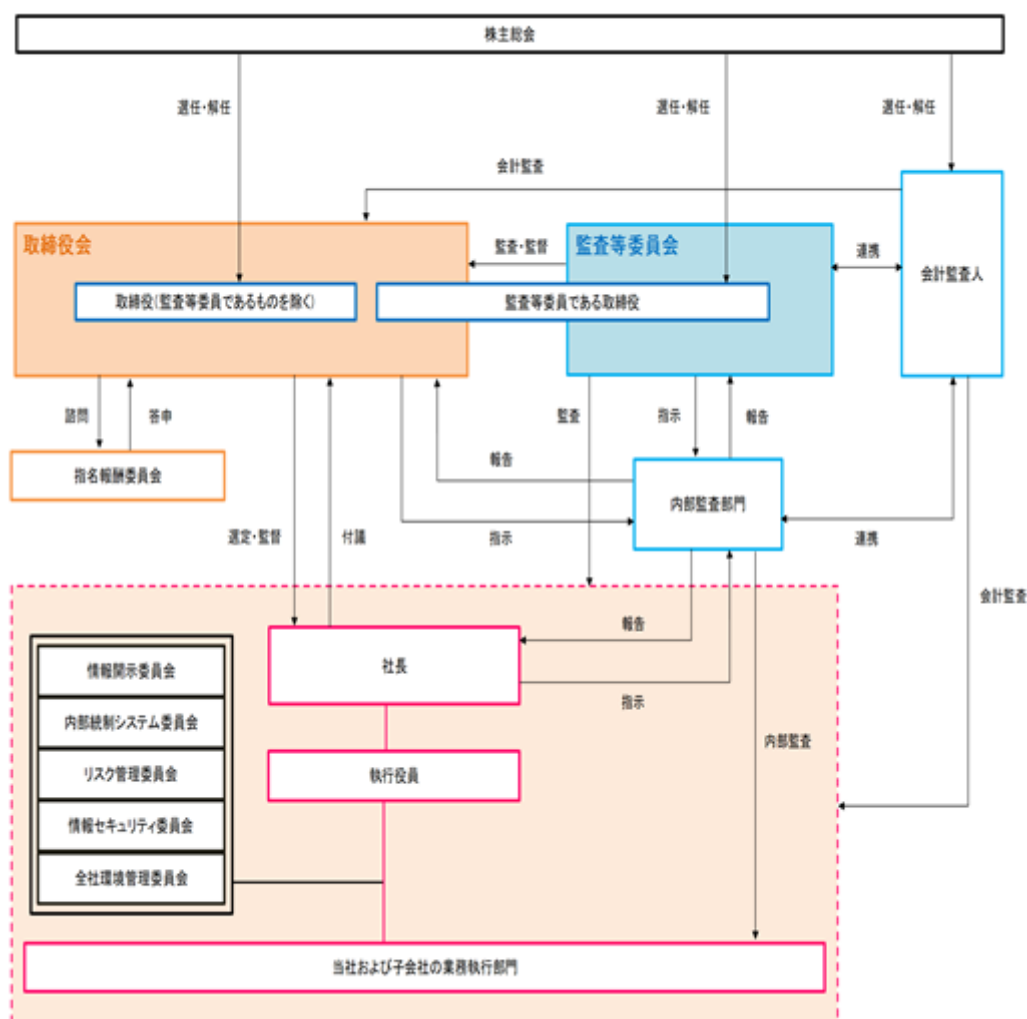 株主総会
選任・解任
選任・解任
選任・解任
会計監査
取締役会
監査・監督
監査等委員会
連携
会計監査人
取締役(監査等委員であるものを除く)
監査等委員である取締役
諮問
答申
監査
指示
報告
指名報酬委員会
報告
内部監査部門
選定・監督
付議
指示
連携
会計監査
報告
社長
情報開示委員会
指示
内部統制システム委員会
内部監査
リスク管理委員会
執行役員
情報セキュリティ委員会
全社環境管理委員会
当社および子会社の業務執行部門